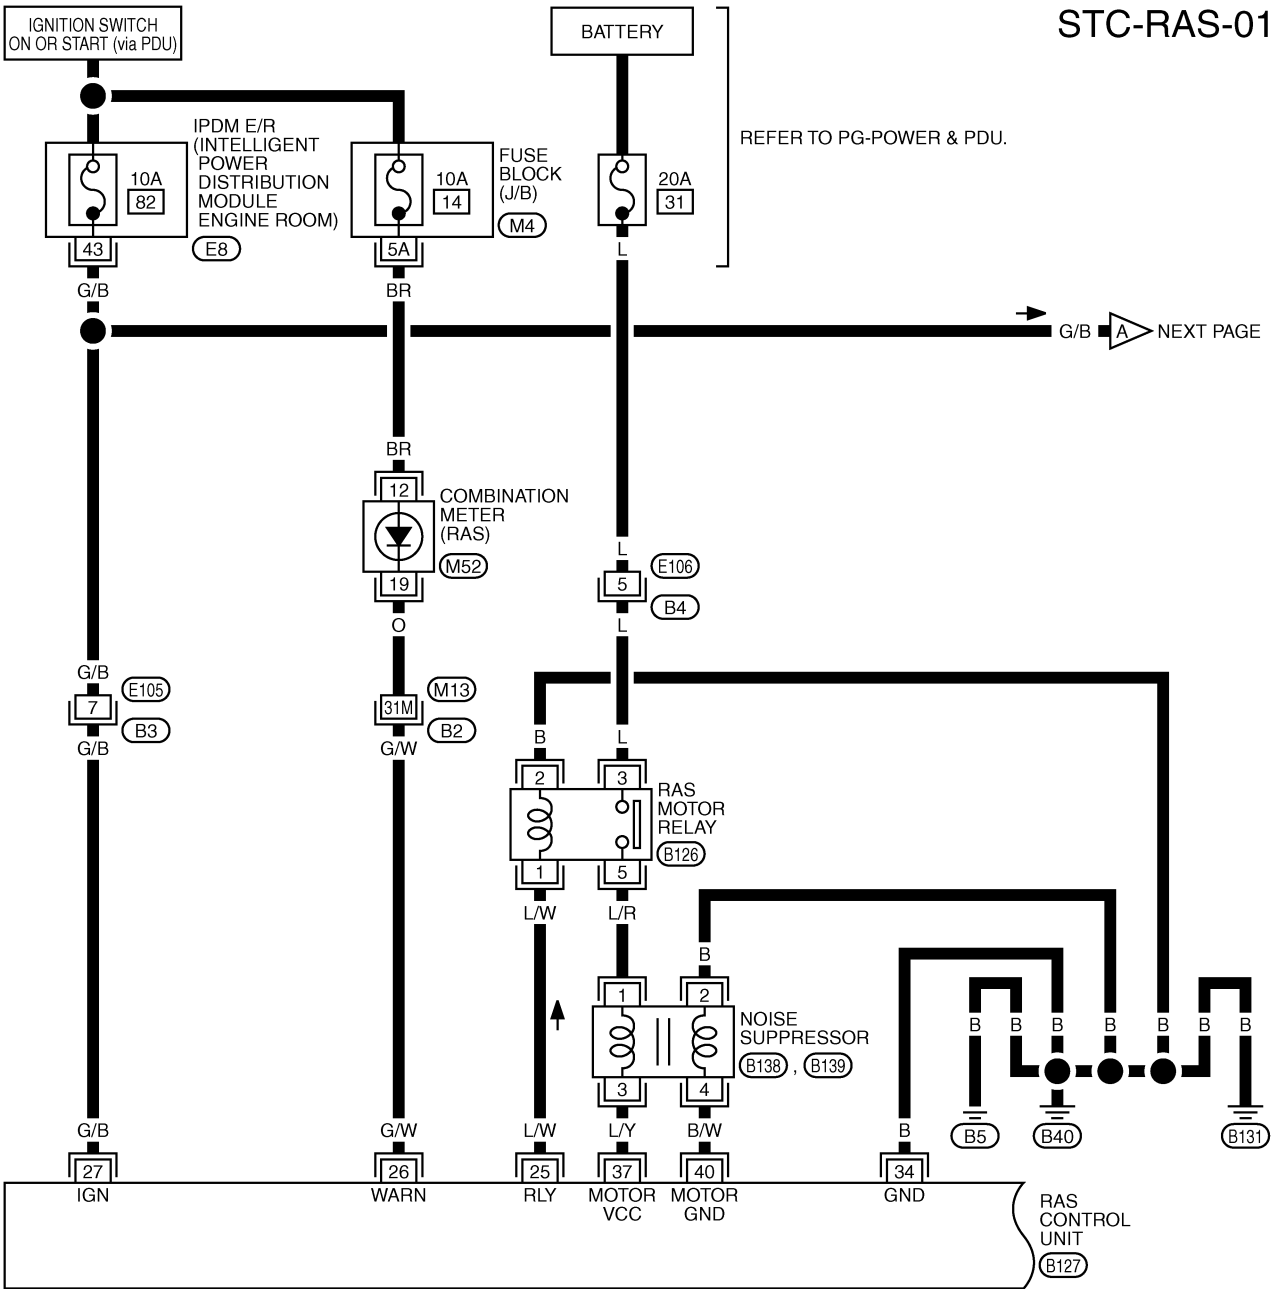 STC-RAS-01
IGNITION SWITCH
ON OR START (via PDU)
BATTERY
REFER TO PG-POWER & PDU.
10A
82
IPDM E/R
(INTELLIGENT
POWER
DISTRIBUTION
MODULE
ENGINE ROOM)
E8
10A
14
FUSE
BLOCK
(J/B)
M4
20A
31
43
5A
L
G/B
BR
G/B
A
NEXT PAGE
BR
12
COMBINATION
METER
(RAS)
M52
19
O
L
5
E106
B4
L
G/B
7
E105
B3
G/B
31M
M13
B2
G/W
B
L
2
3
RAS
MOTOR
RELAY
B126
1
5
L/W
L/R
B
1
2
NOISE
SUPPRESSOR
B138 , B139
3
4
B
B
B
B
B
B
B
B5
B40
B131
G/B
G/W
L/W
L/Y
B/W
B
27
26
25
37
40
34
IGN
WARN
RLY
MOTOR
VCC
MOTOR
GND
GND
RAS
CONTROL
UNIT
B127